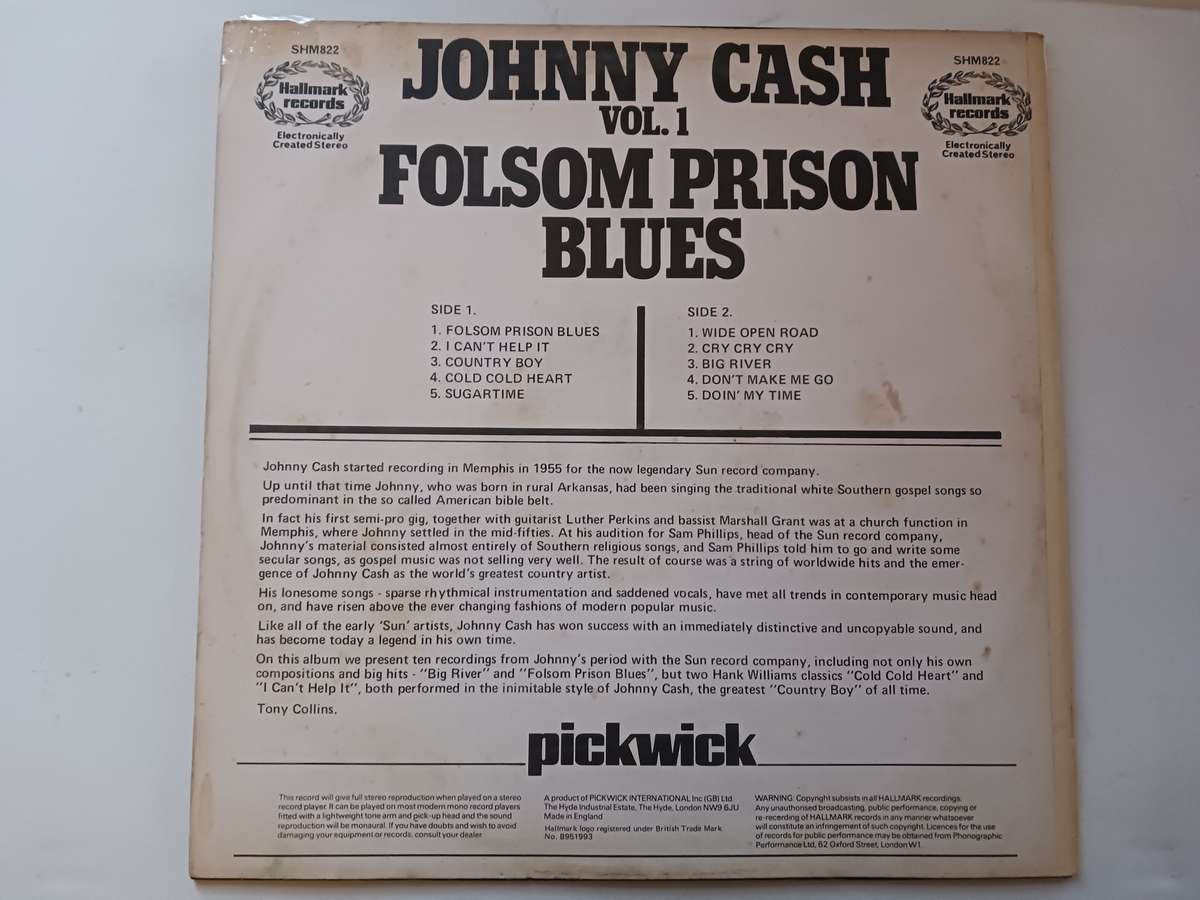 SHM822
Hallmark
records
Electronically
Created Stereo
JOHNNY CASH
VOL. 1
FOLSOM PRISON
BLUES
SHM822
Hallmark
records
Electronically
Created Stereo
SIDE 1.
1. FOLSOM PRISON BLUES
2. I CAN'T HELP IT
3. COUNTRY BOY
4. COLD COLD HEART
5. SUGARTIME
SIDE 2.
1. WIDE OPEN ROAD
2. CRY CRY CRY
3. BIG RIVER
4. DON'T MAKE ME GO
5. DOIN' MY TIME
Johnny Cash started recording in Memphis in 1955 for the now legendary Sun record company.
Up until that time Johnny, who was born in rural Arkansas, had been singing the traditional white Southern gospel songs so
predominant in the so called American bible belt.
In fact his first semi-pro gig, together with guitarist Luther Perkins and bassist Marshall Grant was at a church function in
Memphis, where Johnny settled in the mid-fifties. At his audition for Sam Phillips, head of the Sun record company,
Johnny's material consisted almost entirely of Southern religious songs, and Sam Phillips told him to go and write some
secular songs, as gospel music was not selling very well. The result of course was a string of worldwide hits and the emer-
gence of Johnny Cash as the world's greatest country artist.
His lonesome songs - sparse rhythmical instrumentation and saddened vocals, have met all trends in contemporary music head
on, and have risen above the ever changing fashions of modern popular music.
Like all of the early 'Sun' artists, Johnny Cash has won success with an immediately distinctive and uncopyable sound, and
has become today a legend in his own time.
On this album we present ten recordings from Johnny's period with the Sun record company, including not only his own
compositions and big hits - "Big River" and "Folsom Prison Blues", but two Hank Williams classics "Cold Cold Heart" and
"I Can't Help It", both performed in the inimitable style of Johnny Cash, the greatest "Country Boy" of all time.
Tony Collins.
pickwick
This record will give full stereo reproduction when played on a stereo
record player. It can be played on most modern mono record players
fitted with a lightweight tone arm and pick-up head and the sound
reproduction will be monaural. If you have doubts and wish to avoid
damaging your equipment or records, consult your dealer.
A product of PICKWICK INTERNATIONAL Inc (GB) Ltd
The Hyde Industrial Estate, The Hyde, London NW9 6JU
Made in England
Hallmark logo registered under British Trade Mark
No. B951993
WARNING: Copyright subsists in all HALLMARK recordings.
Any unauthorised broadcasting, public performance, copying or
re-recording of HALLMARK records in any manner whatsoever
will constitute an infringement of such copyright. Licences for the use
of records for public performance may be obtained from Phonographic
Performance Ltd, 62 Oxford Street, London W1.